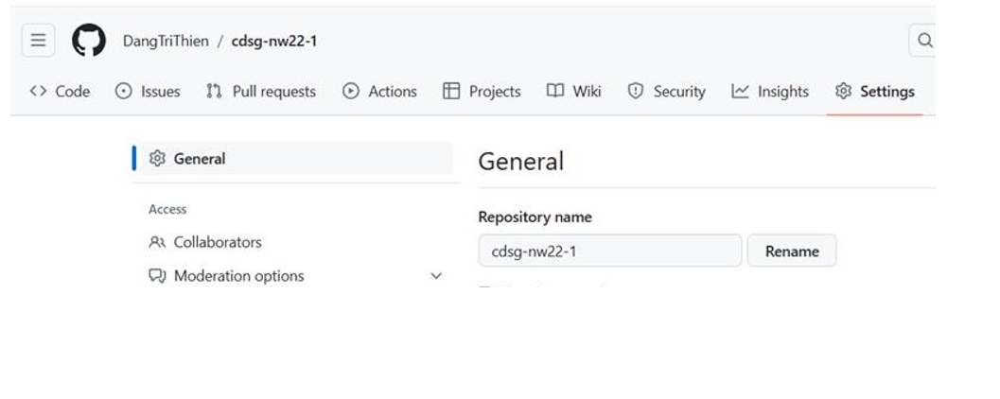 DangTriThien / cdsg-nw22-1
Code Issues Pull requests Actions Projects Wiki Security Insights Settings
General
Access
Collaborators
Moderation options
General
Repository name
cdsg-nw22-1 Rename